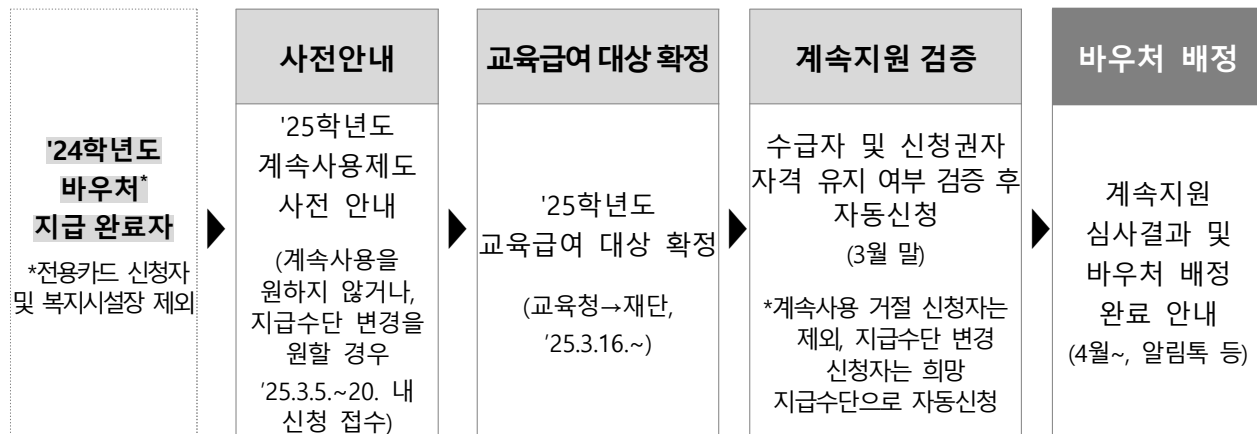 '24학년도
바우처*
지급 완료자
*전용카드 신청자
및 복지시설장 제외
사전안내
'25학년도
계속사용제도
사전 안내
(계속사용을
원하지 않거나,
지급수단 변경을
원할 경우
'25.3.5.~20. 내
신청 접수)
교육급여 대상 확정
'25학년도
교육급여 대상 확정
(교육청→재단,
'25.3.16.~)
계속지원 검증
수급자 및 신청권자
자격 유지 여부 검증 후
자동신청
(3월 말)
*계속사용 거절 신청자는
제외, 지급수단 변경
신청자는 희망
지급수단으로 자동신청
바우처 배정
계속지원
심사결과 및
바우처 배정
완료 안내
(4월~, 알림톡 등)